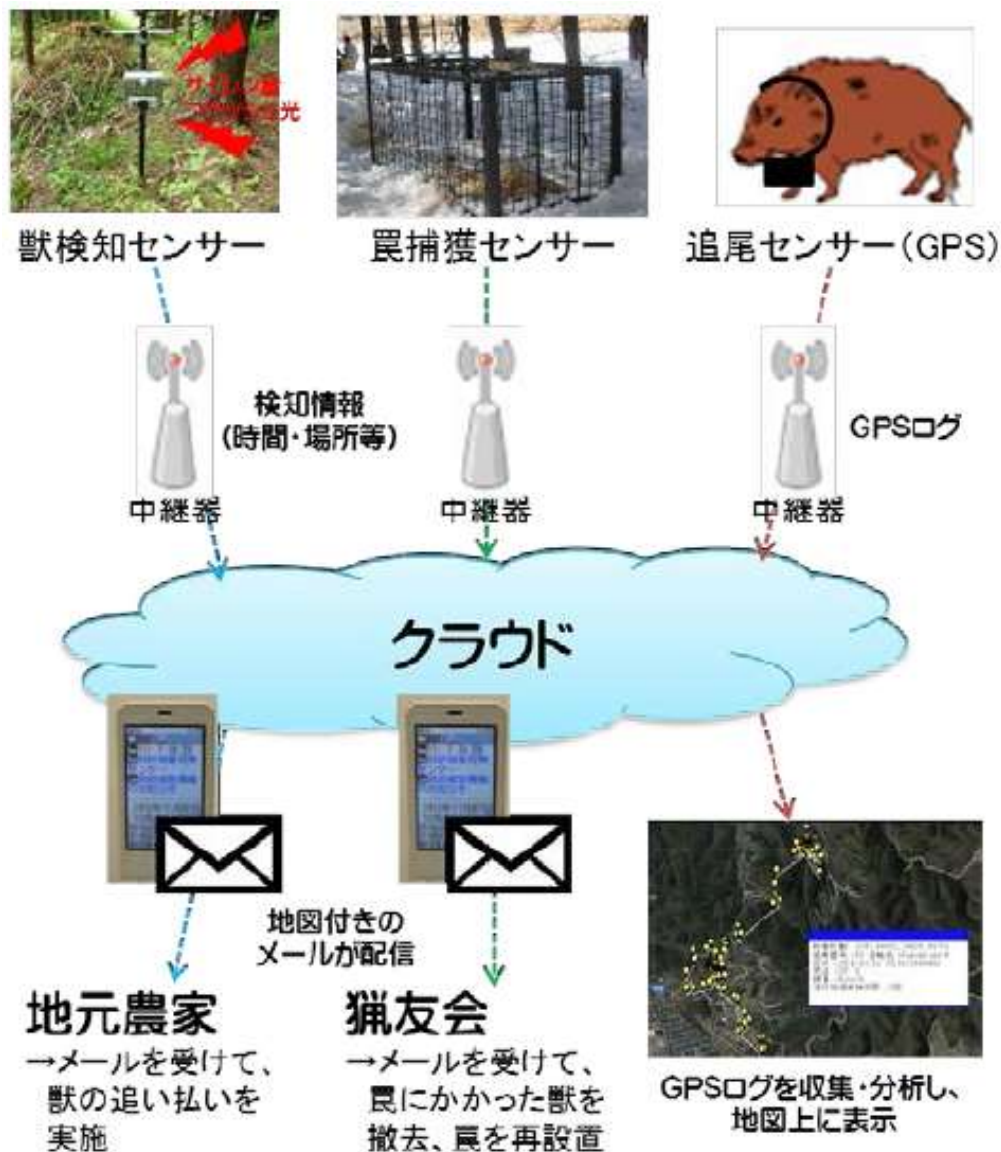 サイレン音
光
獣検知センサー
罠捕獲センサー
追尾センサー(GPS)
検知情報
(時間・場所等)
GPSログ
中継器
中継器
中継器
クラウド
地図付きの
メールが配信
地元農家
→メールを受けて、
獣の追い払いを
実施
猟友会
→メールを受けて、
罠にかかった獣を
撤去、罠を再設置
GPSログを収集・分析し、
地図上に表示